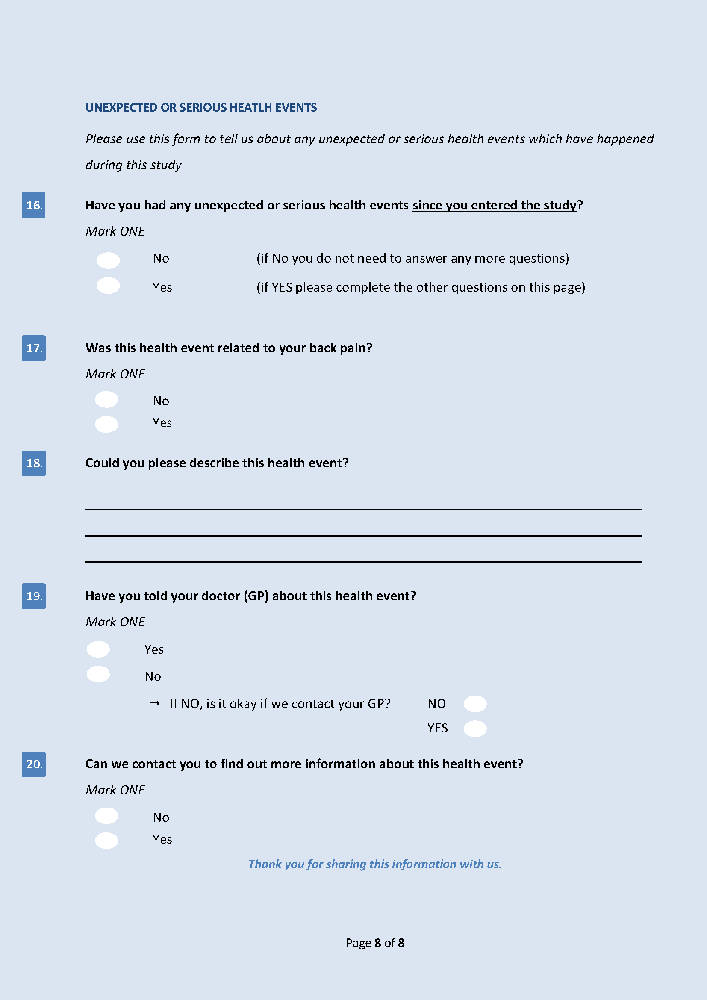 UNEXPECTED OR SERIOUS HEATLH EVENTS
Please use this form to tell us about any unexpected or serious health events which have happened
during this study
16. Have you had any unexpected or serious health events since you entered the study?
Mark ONE
No (if No you do not need to answer any more questions)
Yes (if YES please complete the other questions on this page)
17. Was this health event related to your back pain?
Mark ONE
No
Yes
18. Could you please describe this health event?
19. Have you told your doctor (GP) about this health event?
Mark ONE
Yes
No
↳ If NO, is it okay if we contact your GP? NO
YES
20. Can we contact you to find out more information about this health event?
Mark ONE
No
Yes
Thank you for sharing this information with us.
Page 8 of 8